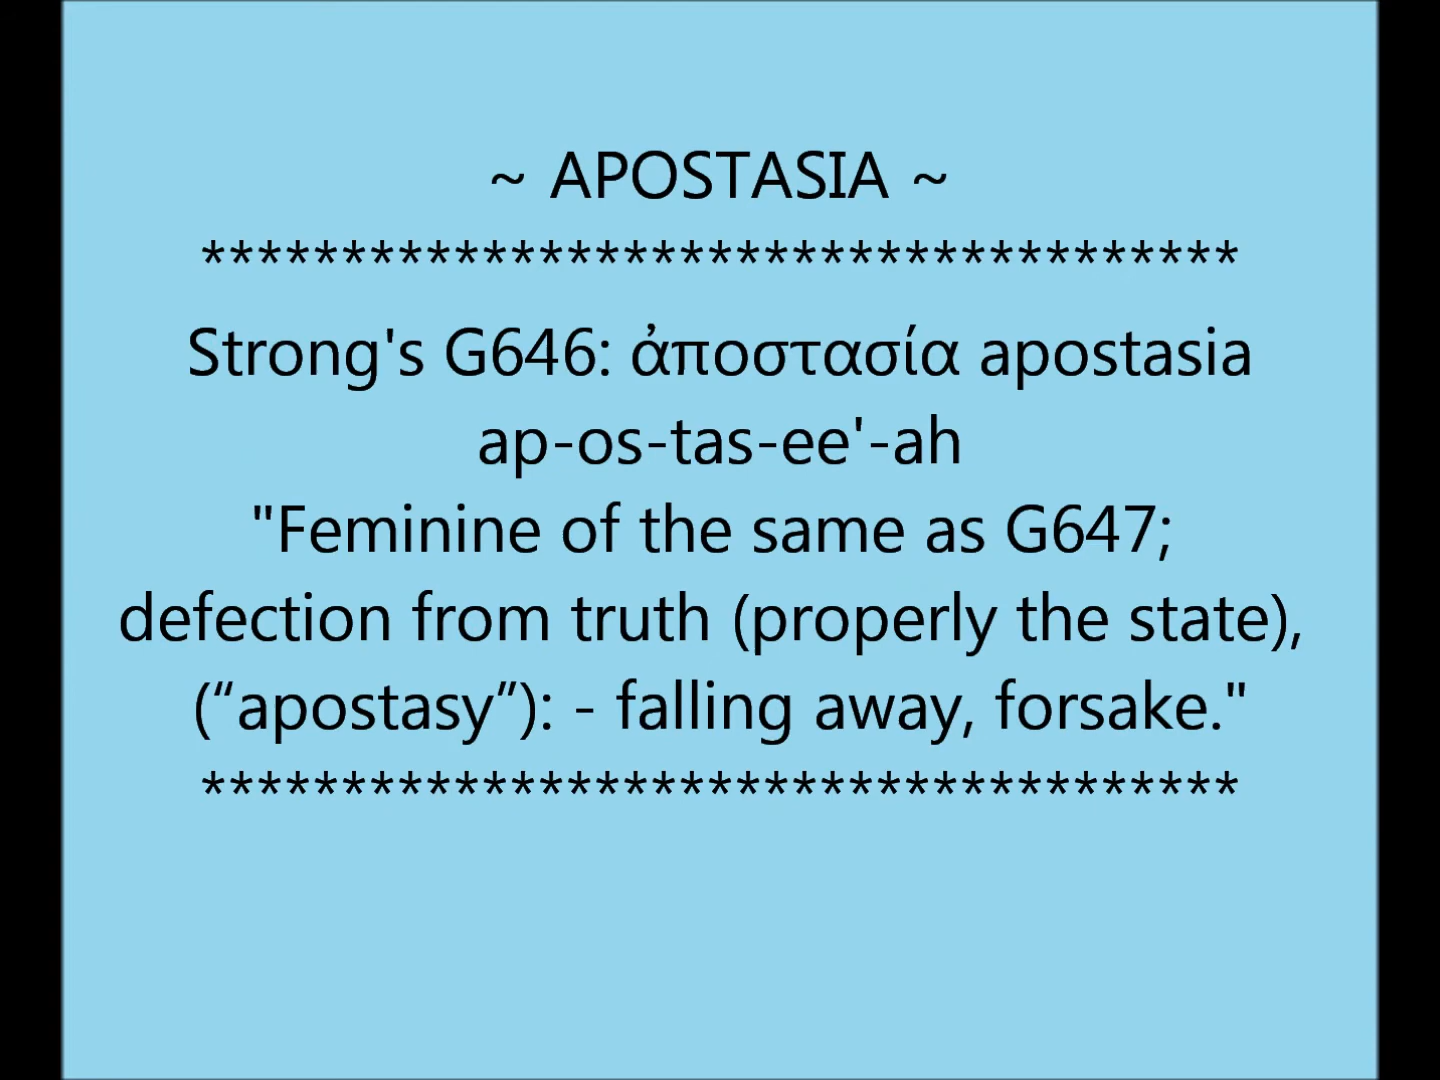 ~ APOSTASIA ~
*************************************
Strong's G646: ἀποστασία apostasia
ap-os-tas-ee'-ah
"Feminine of the same as G647;
defection from truth (properly the state),
(“apostasy”): - falling away, forsake."
*************************************